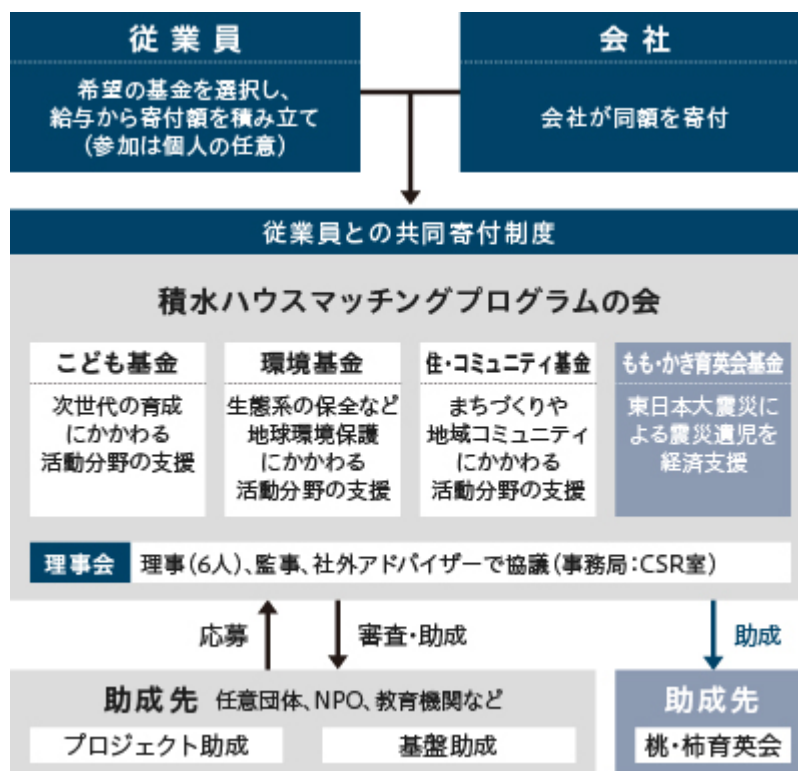 従業員
希望の基金を選択し、
給与から寄付額を積み立て
(参加は個人の任意)
会社
会社が同額を寄付
従業員との共同寄付制度
積水ハウスマッチングプログラムの会
こども基金
次世代の育成
にかかわる
活動分野の支援
環境基金
生態系の保全など
地球環境保護
にかかわる
活動分野の支援
住・コミュニティ基金
まちづくりや
地域コミュニティ
にかかわる
活動分野の支援
もも・かき育英会基金
東日本大震災に
よる震災遺児を
経済支援
理事会 理事(6人)、監事、社外アドバイザーで協議(事務局:CSR室)
応募
審査・助成
助成
助成先 任意団体、NPO、教育機関など
プロジェクト助成
基盤助成
助成先
桃・柿育英会